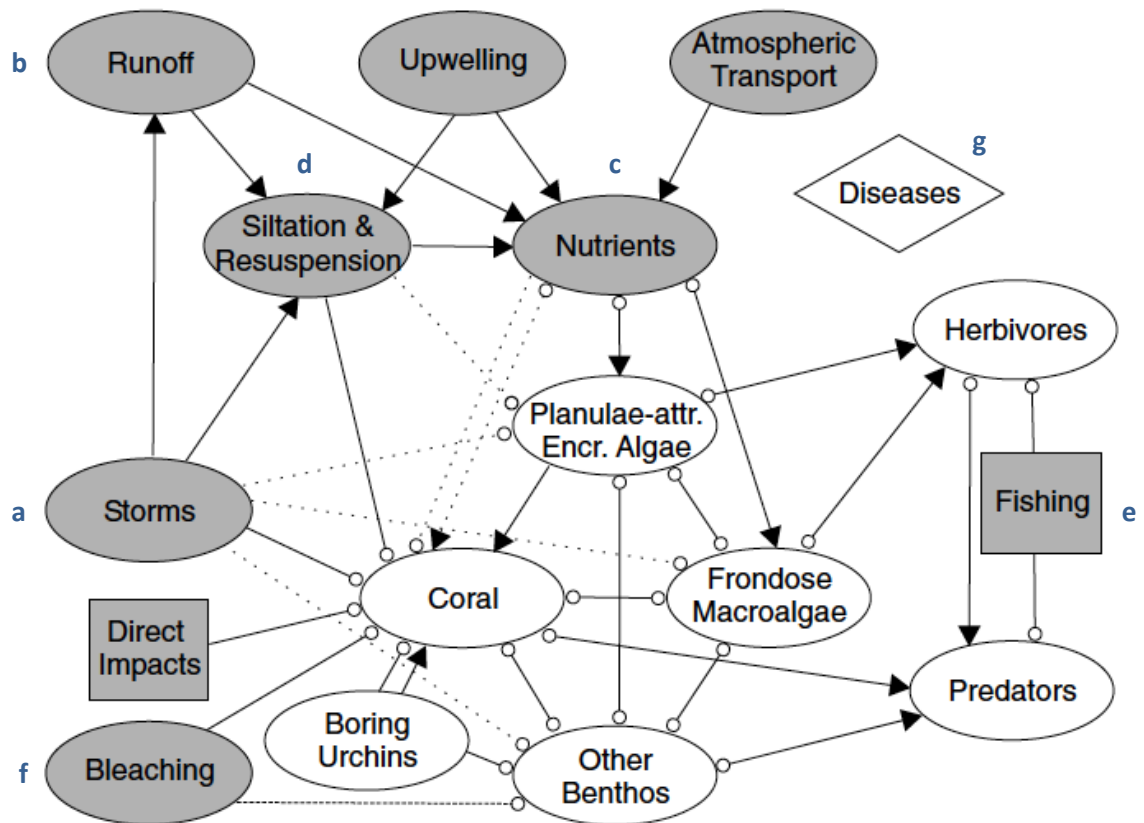 b
Runoff
Upwelling
Atmospheric
Transport
d
c
g
Diseases
Siltation &
Resuspension
Nutrients
Herbivores
Planulae-attr.
Encr. Algae
a
Storms
Fishing
e
Coral
Frondose
Macroalgae
Direct
Impacts
Predators
Boring
Urchins
f
Bleaching
Other
Benthos